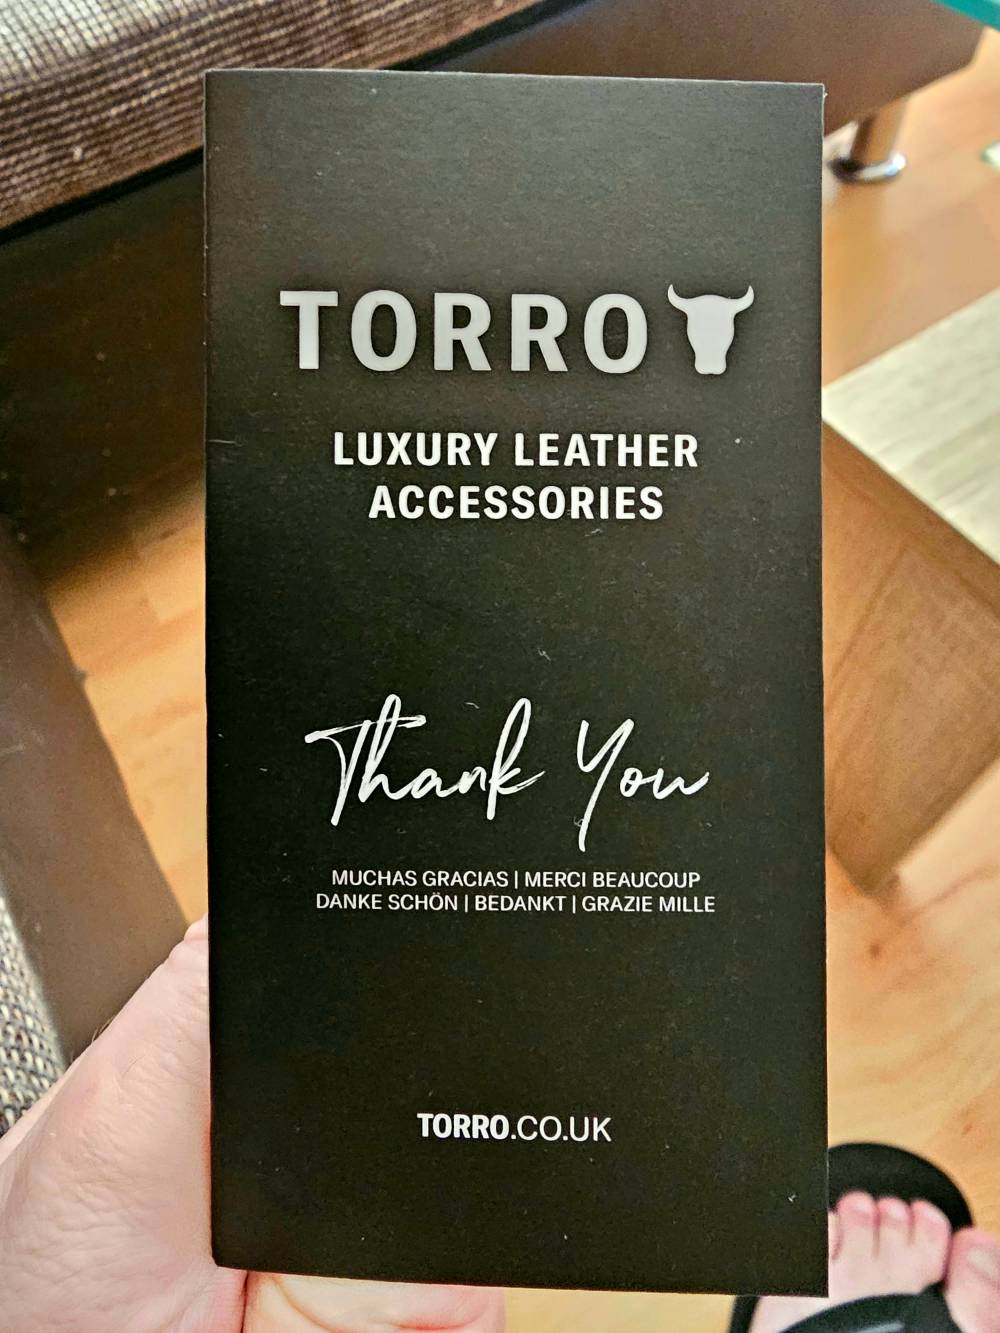 TORRO
LUXURY LEATHER
ACCESSORIES
Thank You
MUCHAS GRACIAS | MERCI BEAUCOUP
DANKE SCHÖN | BEDANKT | GRAZIE MILLE
TORRO.CO.UK